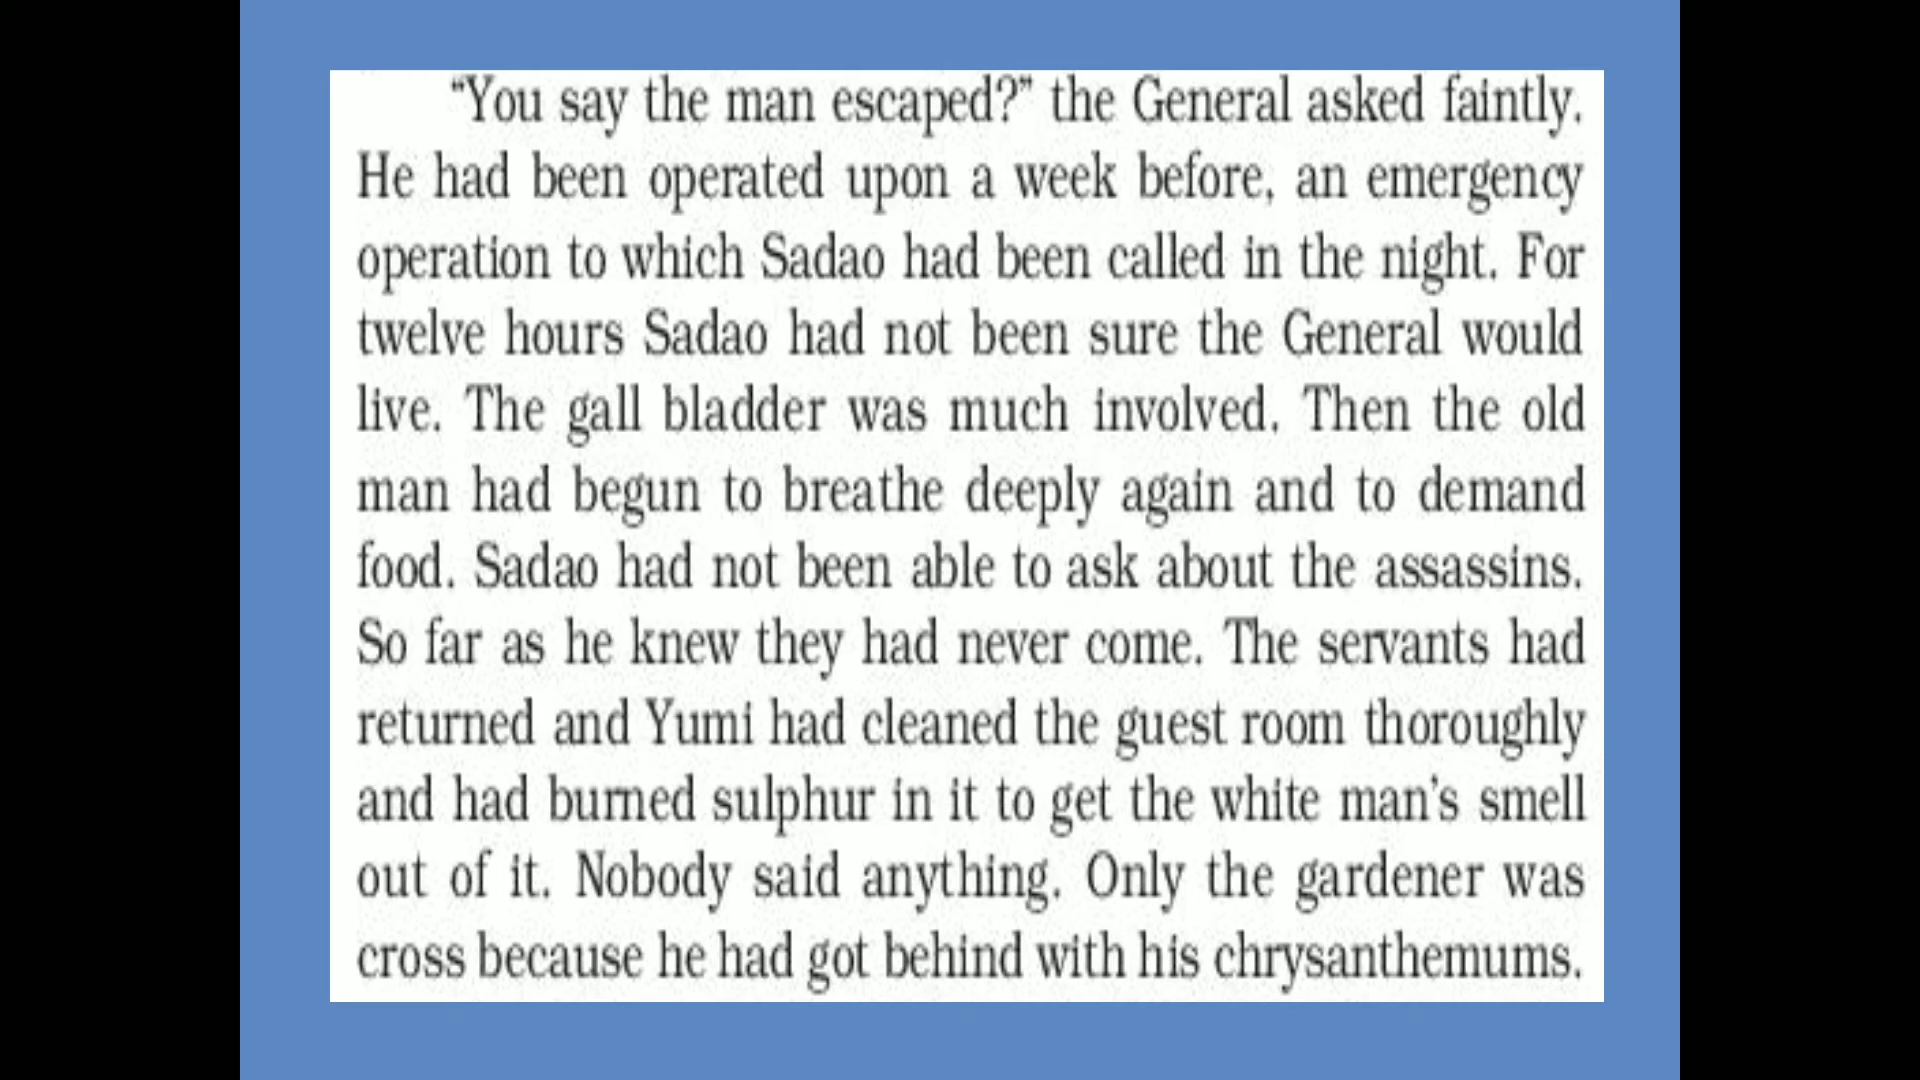 “You say the man escaped?” the General asked faintly.
He had been operated upon a week before, an emergency
operation to which Sadao had been called in the night. For
twelve hours Sadao had not been sure the General would
live. The gall bladder was much involved. Then the old
man had begun to breathe deeply again and to demand
food. Sadao had not been able to ask about the assassins.
So far as he knew they had never come. The servants had
returned and Yumi had cleaned the guest room thoroughly
and had burned sulphur in it to get the white man’s smell
out of it. Nobody said anything. Only the gardener was
cross because he had got behind with his chrysanthemums.